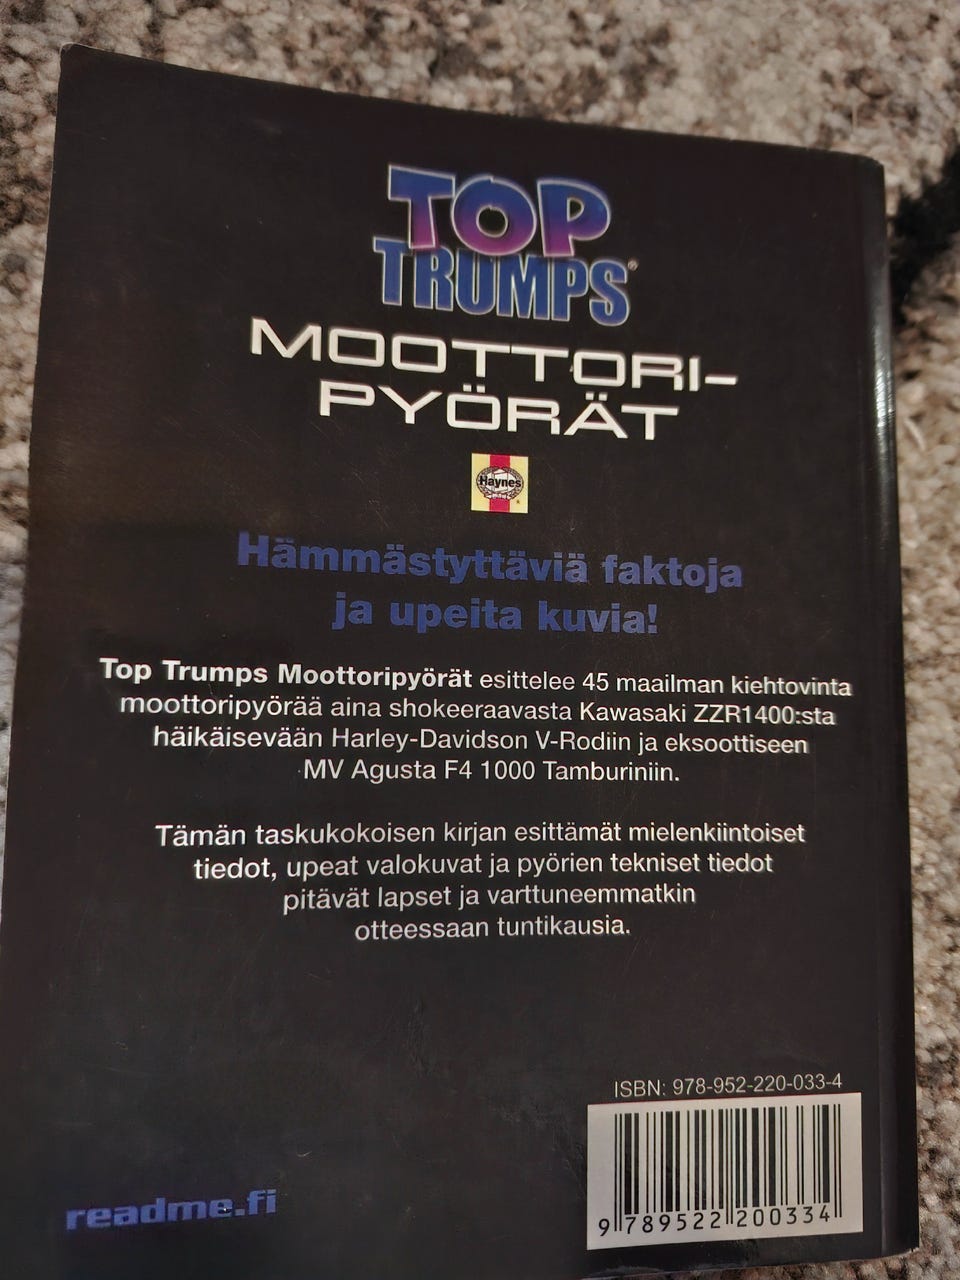 TOP
TRUMPS®
MOOTTORI-
PYÖRÄT
Haynes
Hämmästyttäviä faktoja
ja upeita kuvia!
Top Trumps Moottoripyörät esittelee 45 maailman kiehtovinta
moottoripyörää aina shokeeraavasta Kawasaki ZZR1400:sta
häikäisevään Harley-Davidson V-Rodiin ja eksoottiseen
MV Agusta F4 1000 Tamburiniin.
Tämän taskukokoisen kirjan esittämät mielenkiintoiset
tiedot, upeat valokuvat ja pyörien tekniset tiedot
pitävät lapset ja varttuneemmatkin
otteessaan tuntikausia.
ISBN: 978-952-220-033-4
9 789522 200334
readme.fi